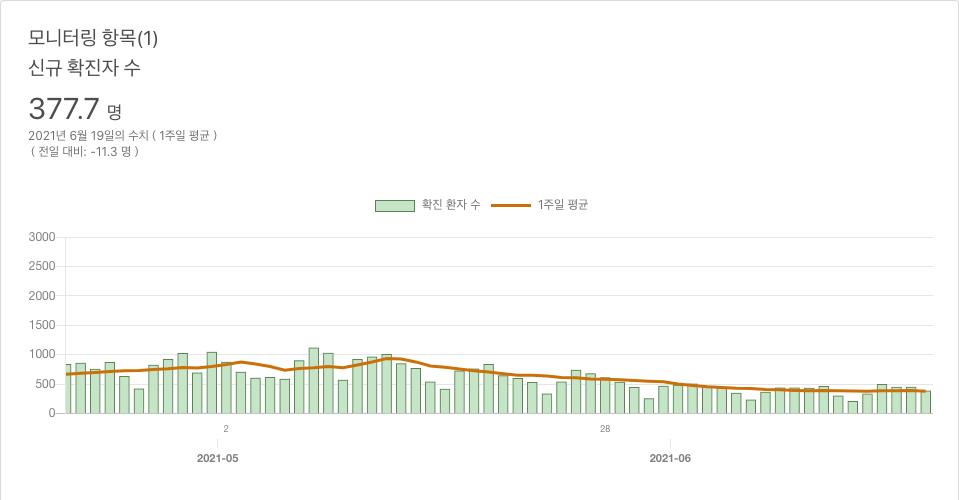 모니터링 항목(1)
신규 확진자 수
377.7 명
2021년 6월 19일의 수치 ( 1주일 평균 )
( 전일 대비: -11.3 명 )
확진 환자 수 1주일 평균
3000
2500
2000
1500
1000
500
0
2 28
2021-05 2021-06